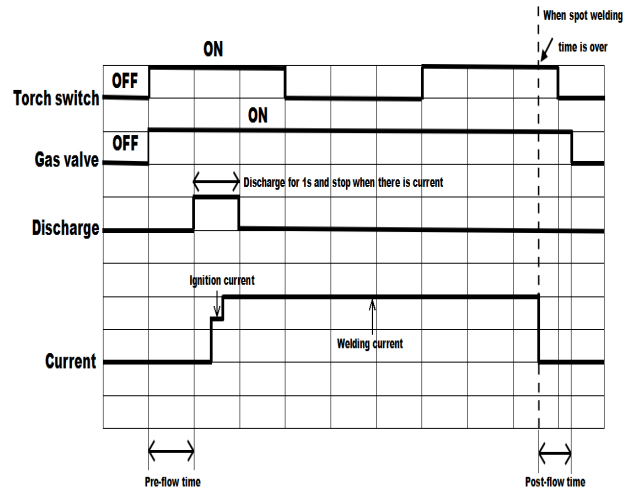 When spot welding
time is over
ON
OFF
Torch switch
ON
OFF
Gas valve
Discharge for 1s and stop when there is current
Discharge
Ignition current
Welding current
Current
Pre-flow time
Post-flow time